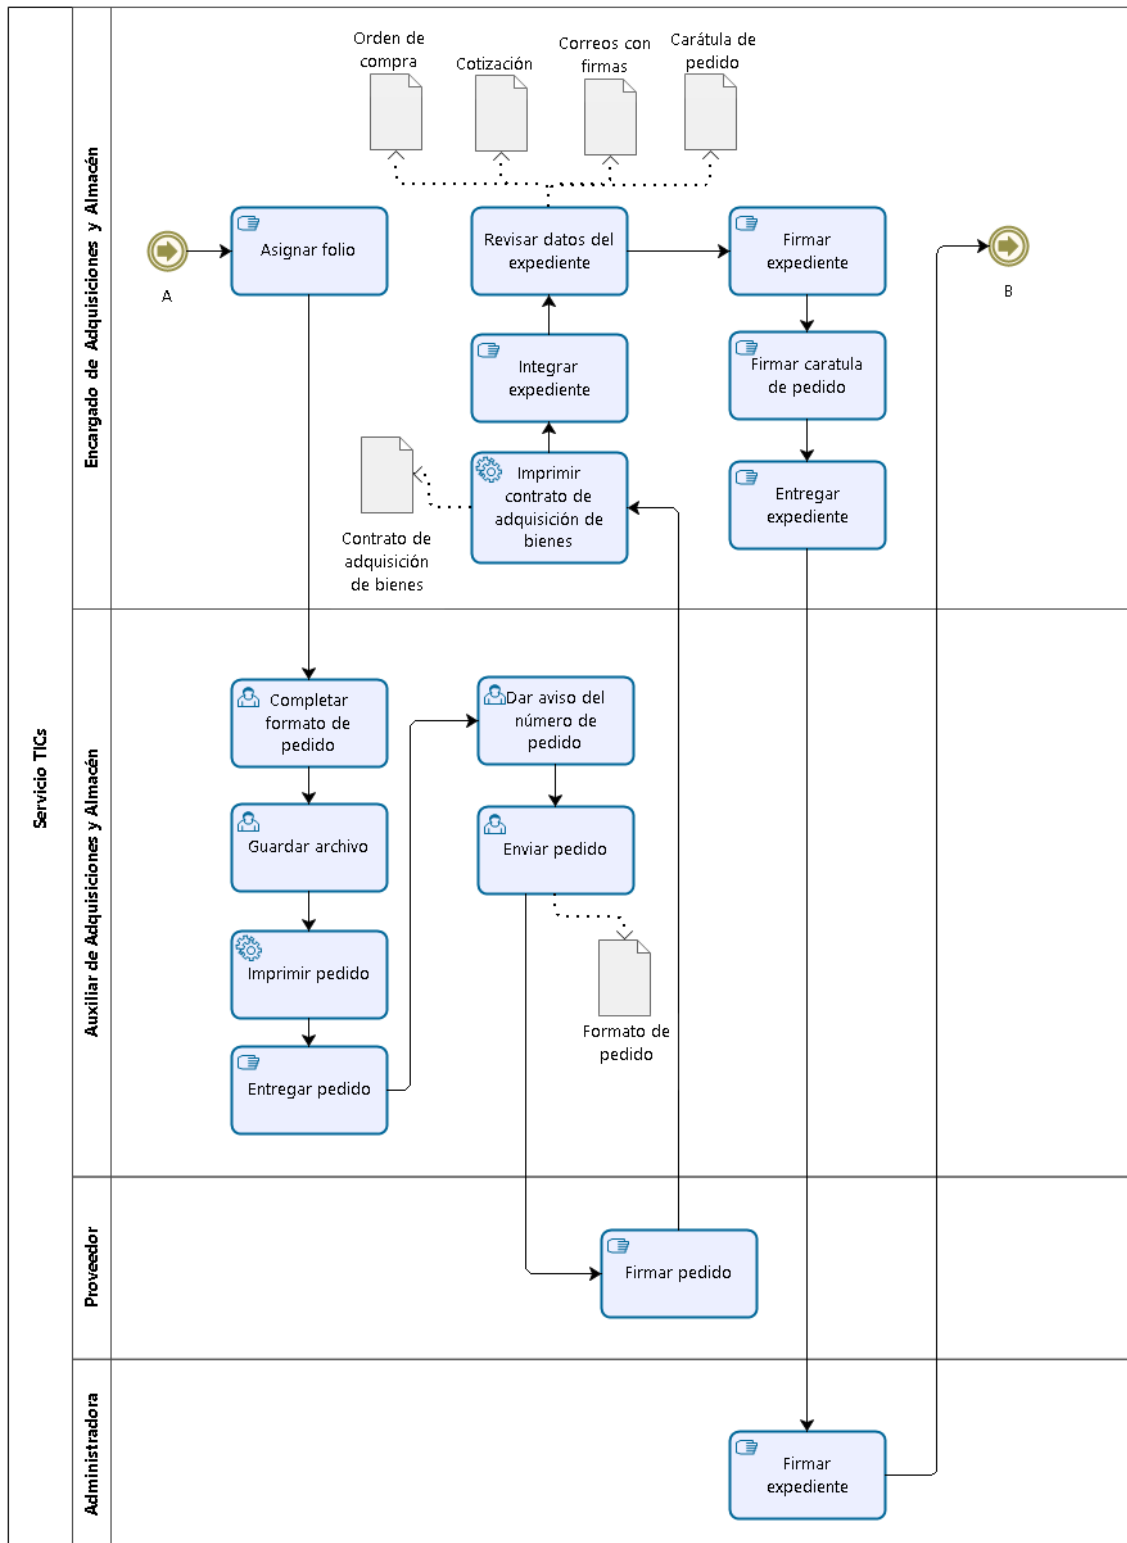 Servicio TICs
Encargado de Adquisiciones y Almacén
Orden de
compra
Cotización
Correos con
firmas
Carátula de
pedido
A
Asignar folio
Revisar datos del
expediente
Firmar
expediente
B
Integrar
expediente
Firmar caratula
de pedido
Imprimir
contrato de
adquisición de
bienes
Entregar
expediente
Contrato de
adquisición
de bienes
Auxiliar de Adquisiciones y Almacén
Completar
formato de
pedido
Dar aviso del
número de
pedido
Guardar archivo
Enviar pedido
Imprimir pedido
Formato de
pedido
Entregar pedido
Proveedor
Firmar pedido
Administradora
Firmar
expediente